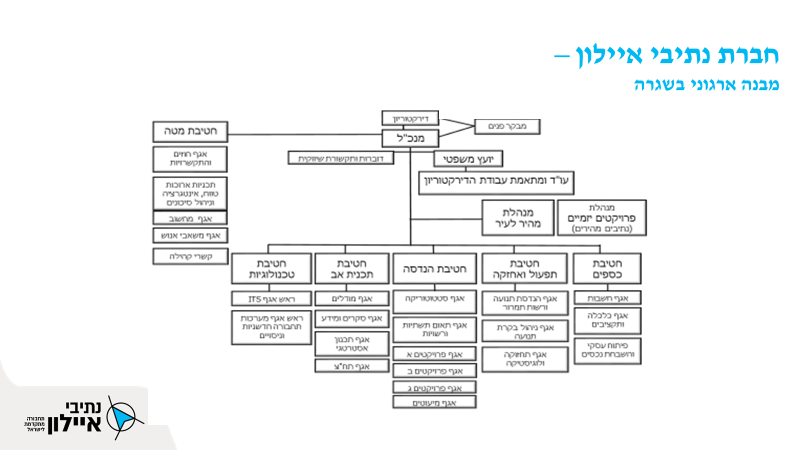 חברת נתיבי איילון –
מבנה ארגוני בשגרה
דירקטוריון
מבקר פנים
מנכ"ל
חטיבת מטה
אגף חוזים
והתקשרויות
תכניות ארוכות
טווח, אינטגרציה
וניהול סיכונים
אגף מחשוב
אגף משאבי אנוש
קשרי קהילה
יועץ משפטי
דוברות ותקשורת שיווקית
עו"ד ומתאמת עבודת הדירקטוריון
מנהלת
פרויקטים יזמיים
(נתיבים מהירים)
מנהלת
מהיר לעיר
חטיבת
כספים
אגף חשבות
אגף כלכלה
ותקציבים
פיתוח עסקי
והשבחת נכסים
חטיבת
תפעול ואחזקה
אגף הנדסת תנועה
ורשות תמרור
אגף ניהול בקרת
תנועה
אגף תחזוקה
ולוגיסטיקה
חטיבת הנדסה
אגף סטטוטוריקה
אגף תאום תשתיות
ורשויות
אגף פרויקטים א
אגף פרויקטים ב
אגף פרויקטים ג
אגף מיעוטים
חטיבת
תכנית אב
אגף מודלים
אגף סקרים ומידע
אגף תכנון
אסטרטגי
אגף תח"צ
חטיבת
טכנולוגיות
ראש אגף ITS
ראש אגף מערכות
תחבורה חדשניות
וניסויים
נתיבי
איילון
תחבורה
מתקדמת
לישראל